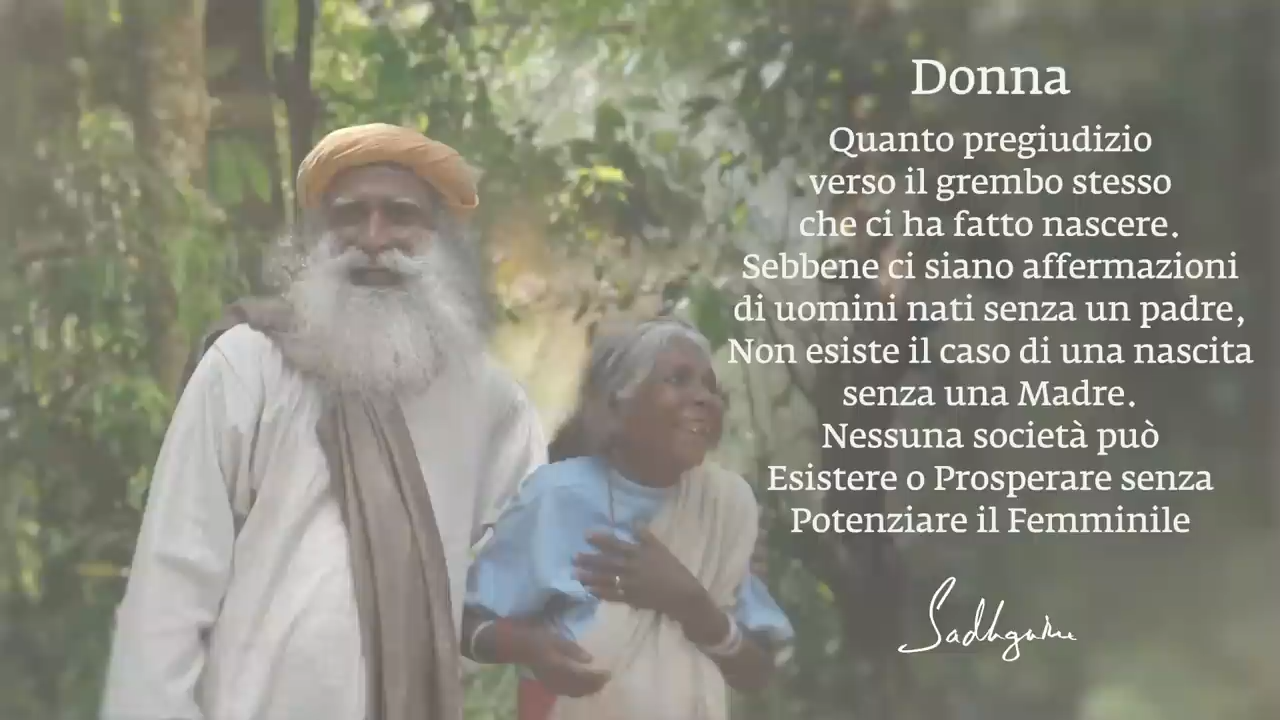 Donna
Quanto pregiudizio
verso il grembo stesso
che ci ha fatto nascere.
Sebbene ci siano affermazioni
di uomini nati senza un padre,
Non esiste il caso di una nascita
senza una Madre.
Nessuna società può
Esistere o Prosperare senza
Potenziare il Femminile
Sadhguru